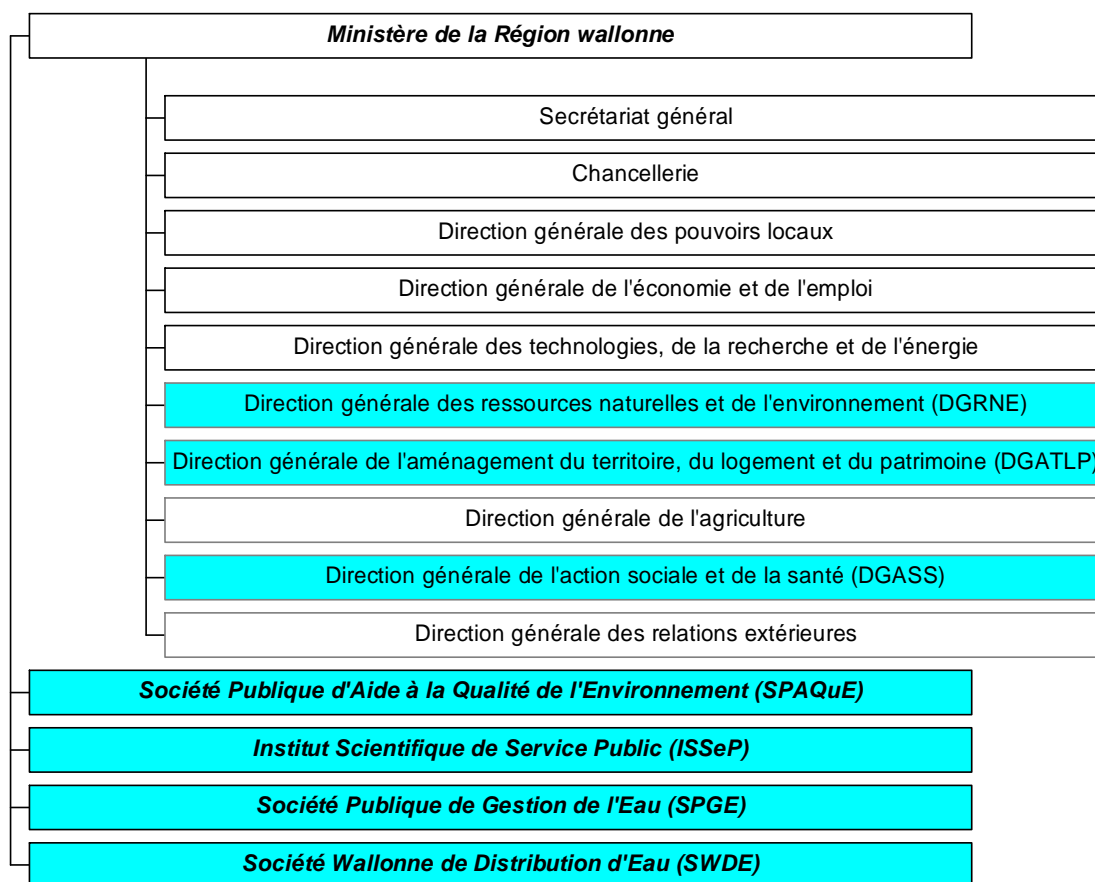 Ministère de la Région wallonne
Secrétariat général
Chancellerie
Direction générale des pouvoirs locaux
Direction générale de l'économie et de l'emploi
Direction générale des technologies, de la recherche et de l'énergie
Direction générale des ressources naturelles et de l'environnement (DGRNE)
Direction générale de l'aménagement du territoire, du logement et du patrimoine (DGATLP)
Direction générale de l'agriculture
Direction générale de l'action sociale et de la santé (DGASS)
Direction générale des relations extérieures
Société Publique d'Aide à la Qualité de l'Environnement (SPAQuE)
Institut Scientifique de Service Public (ISSeP)
Société Publique de Gestion de l'Eau (SPGE)
Société Wallonne de Distribution d'Eau (SWDE)